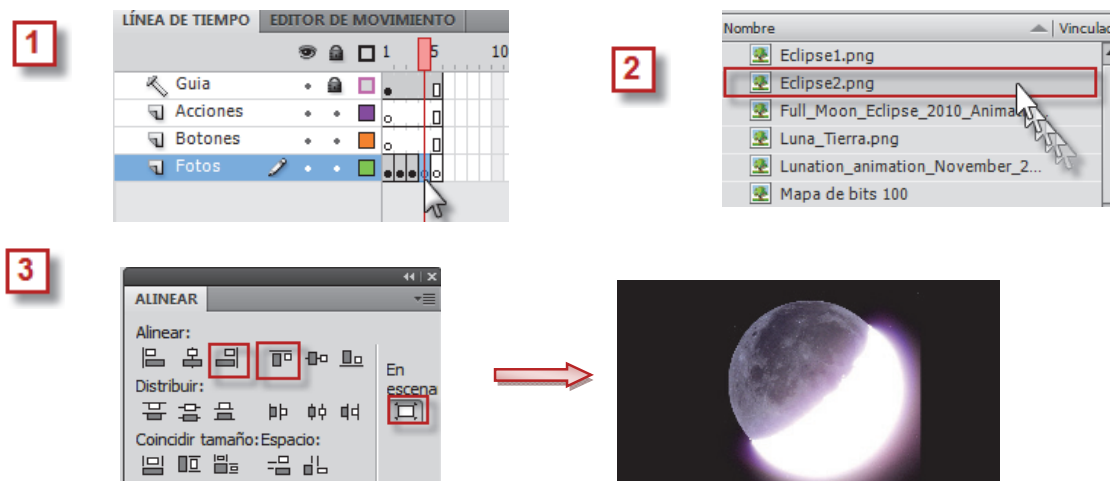 1
LÍNEA DE TIEMPO EDITOR DE MOVIMIENTO
1 5 10
Guia
Acciones
Botones
Fotos
2
Nombre
Eclipse1.png
Eclipse2.png
Full_Moon_Eclipse_2010_Anima
Luna_Tierra.png
Lunation_animation_November_2...
Mapa de bits 100
3
ALINEAR
Alinear:
Distribuir:
Coincidir tamaño: Espacio:
En
escena